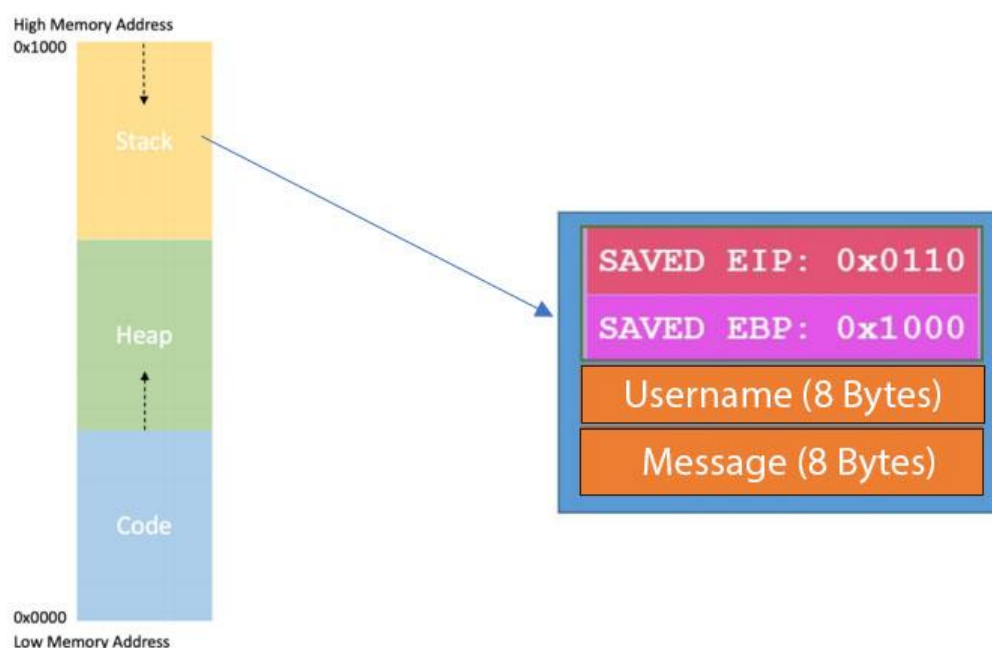 High Memory Address
0x1000
Stack
Heap
Code
0x0000
Low Memory Address
SAVED EIP: 0x0110
SAVED EBP: 0x1000
Username (8 Bytes)
Message (8 Bytes)